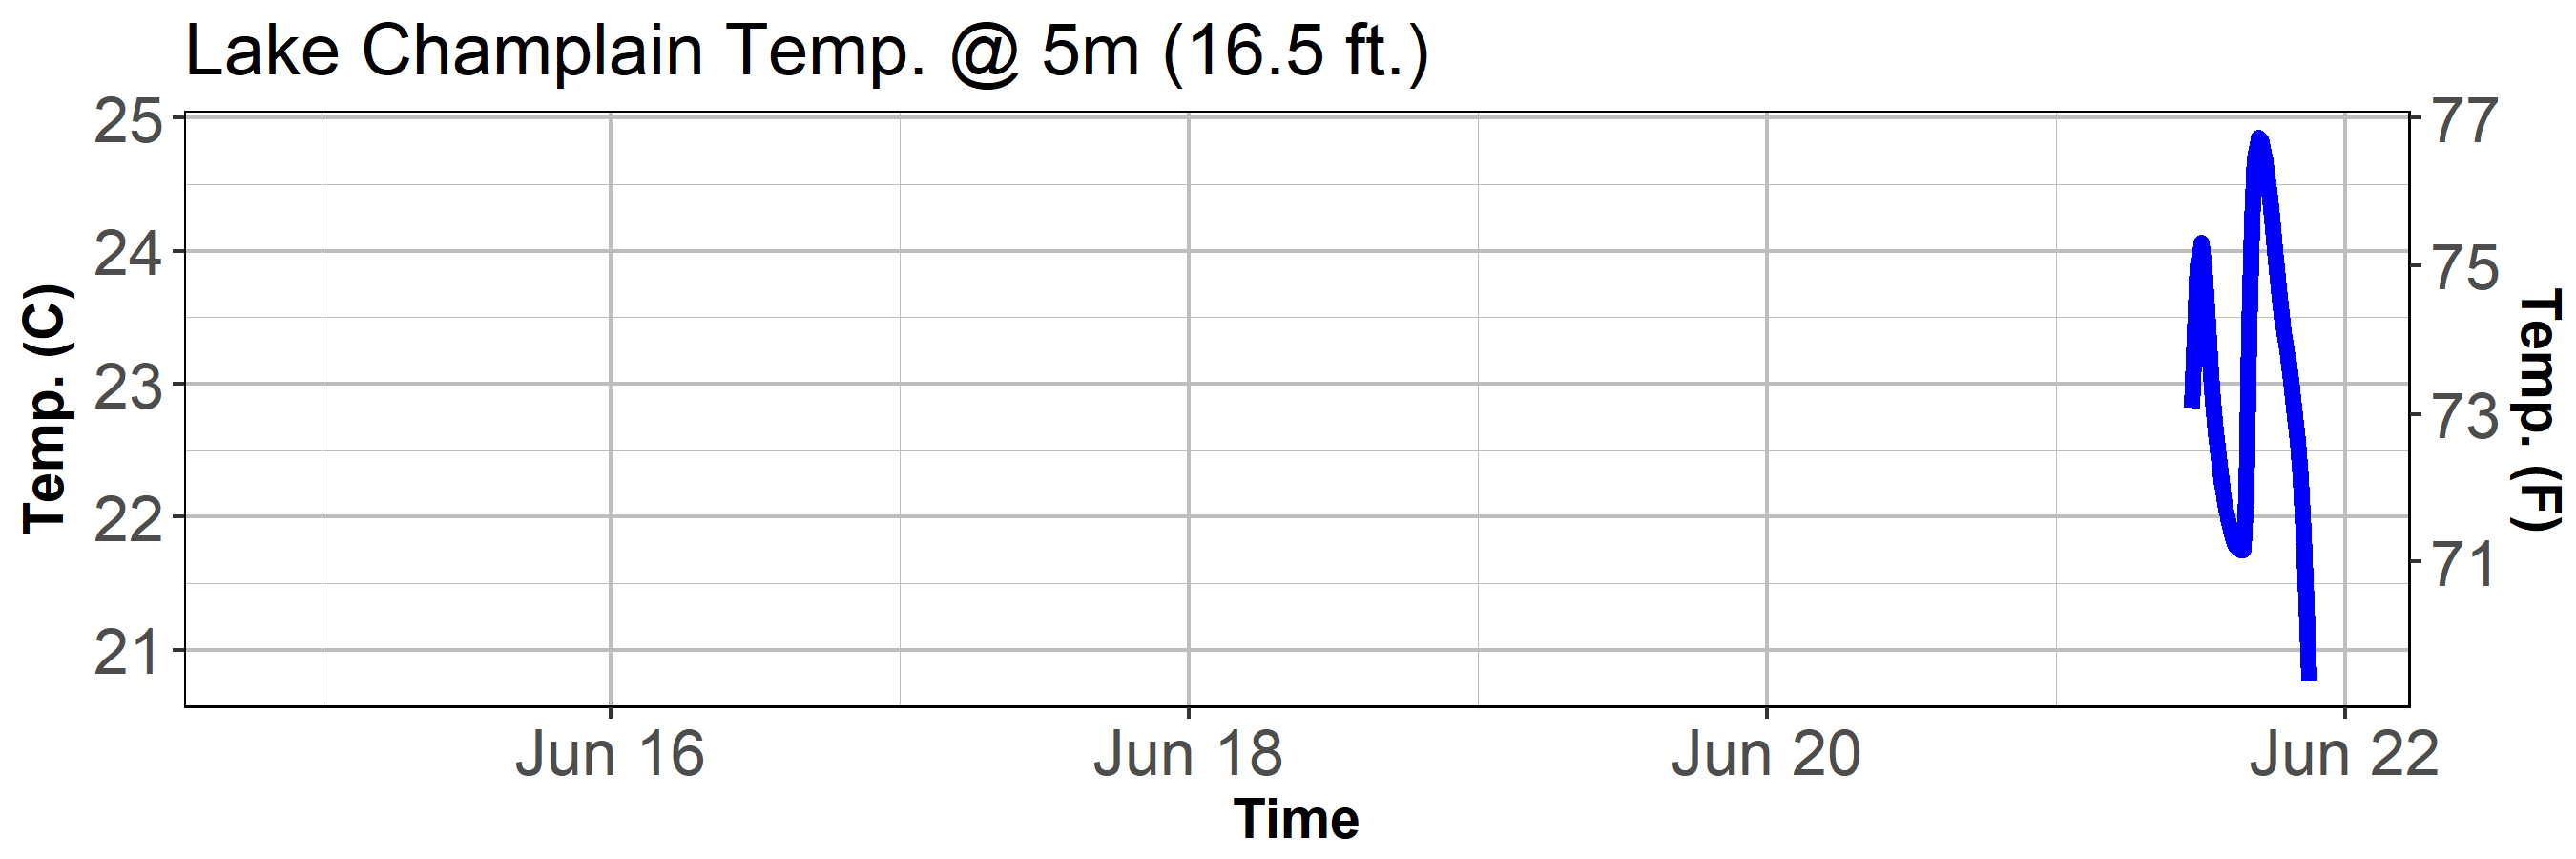 Lake Champlain Temp. @ 5m (16.5 ft.)
25
24
23
22
21
Temp. (C)
77
75
73
71
Temp. (F)
Jun 16 Jun 18 Jun 20 Jun 22
Time